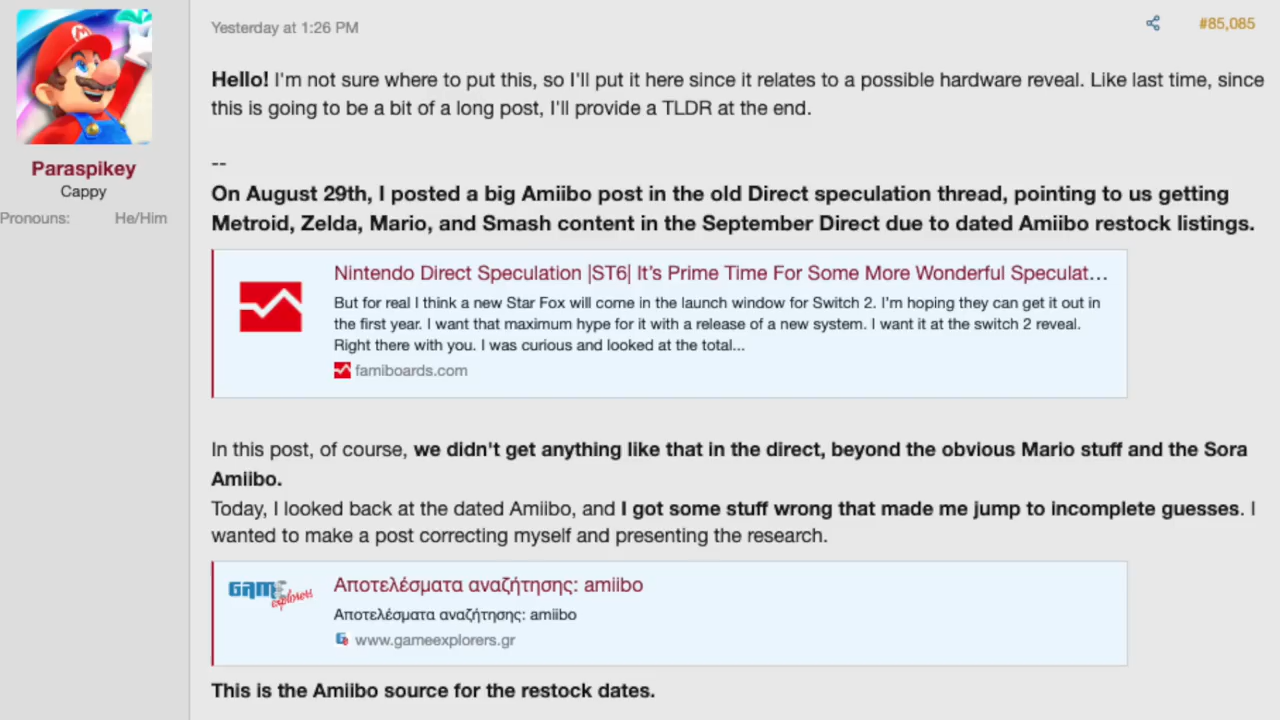 Yesterday at 1:26 PM
#85,085
Paraspikey
Cappy
Pronouns: He/Him
Hello! I'm not sure where to put this, so I'll put it here since it relates to a possible hardware reveal. Like last time, since
this is going to be a bit of a long post, I'll provide a TLDR at the end.
--
On August 29th, I posted a big Amiibo post in the old Direct speculation thread, pointing to us getting
Metroid, Zelda, Mario, and Smash content in the September Direct due to dated Amiibo restock listings.
Nintendo Direct Speculation |ST6| It's Prime Time For Some More Wonderful Speculat...
But for real I think a new Star Fox will come in the launch window for Switch 2. I'm hoping they can get it out in
the first year. I want that maximum hype for it with a release of a new system. I want it at the switch 2 reveal.
Right there with you. I was curious and looked at the total...
famiboards.com
In this post, of course, we didn't get anything like that in the direct, beyond the obvious Mario stuff and the Sora
Amiibo.
Today, I looked back at the dated Amiibo, and I got some stuff wrong that made me jump to incomplete guesses. I
wanted to make a post correcting myself and presenting the research.
GAME explorers
Αποτελέσματα αναζήτησης: amiibo
Αποτελέσματα αναζήτησης: amiibo
www.gameexplorers.gr
This is the Amiibo source for the restock dates.